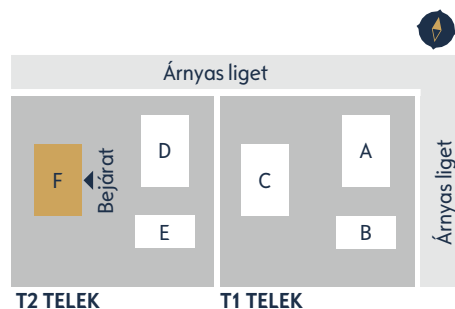 Árnyas liget
D
A
F
Bejárat
C
Árnyas liget
E
B
T2 TELEK
T1 TELEK